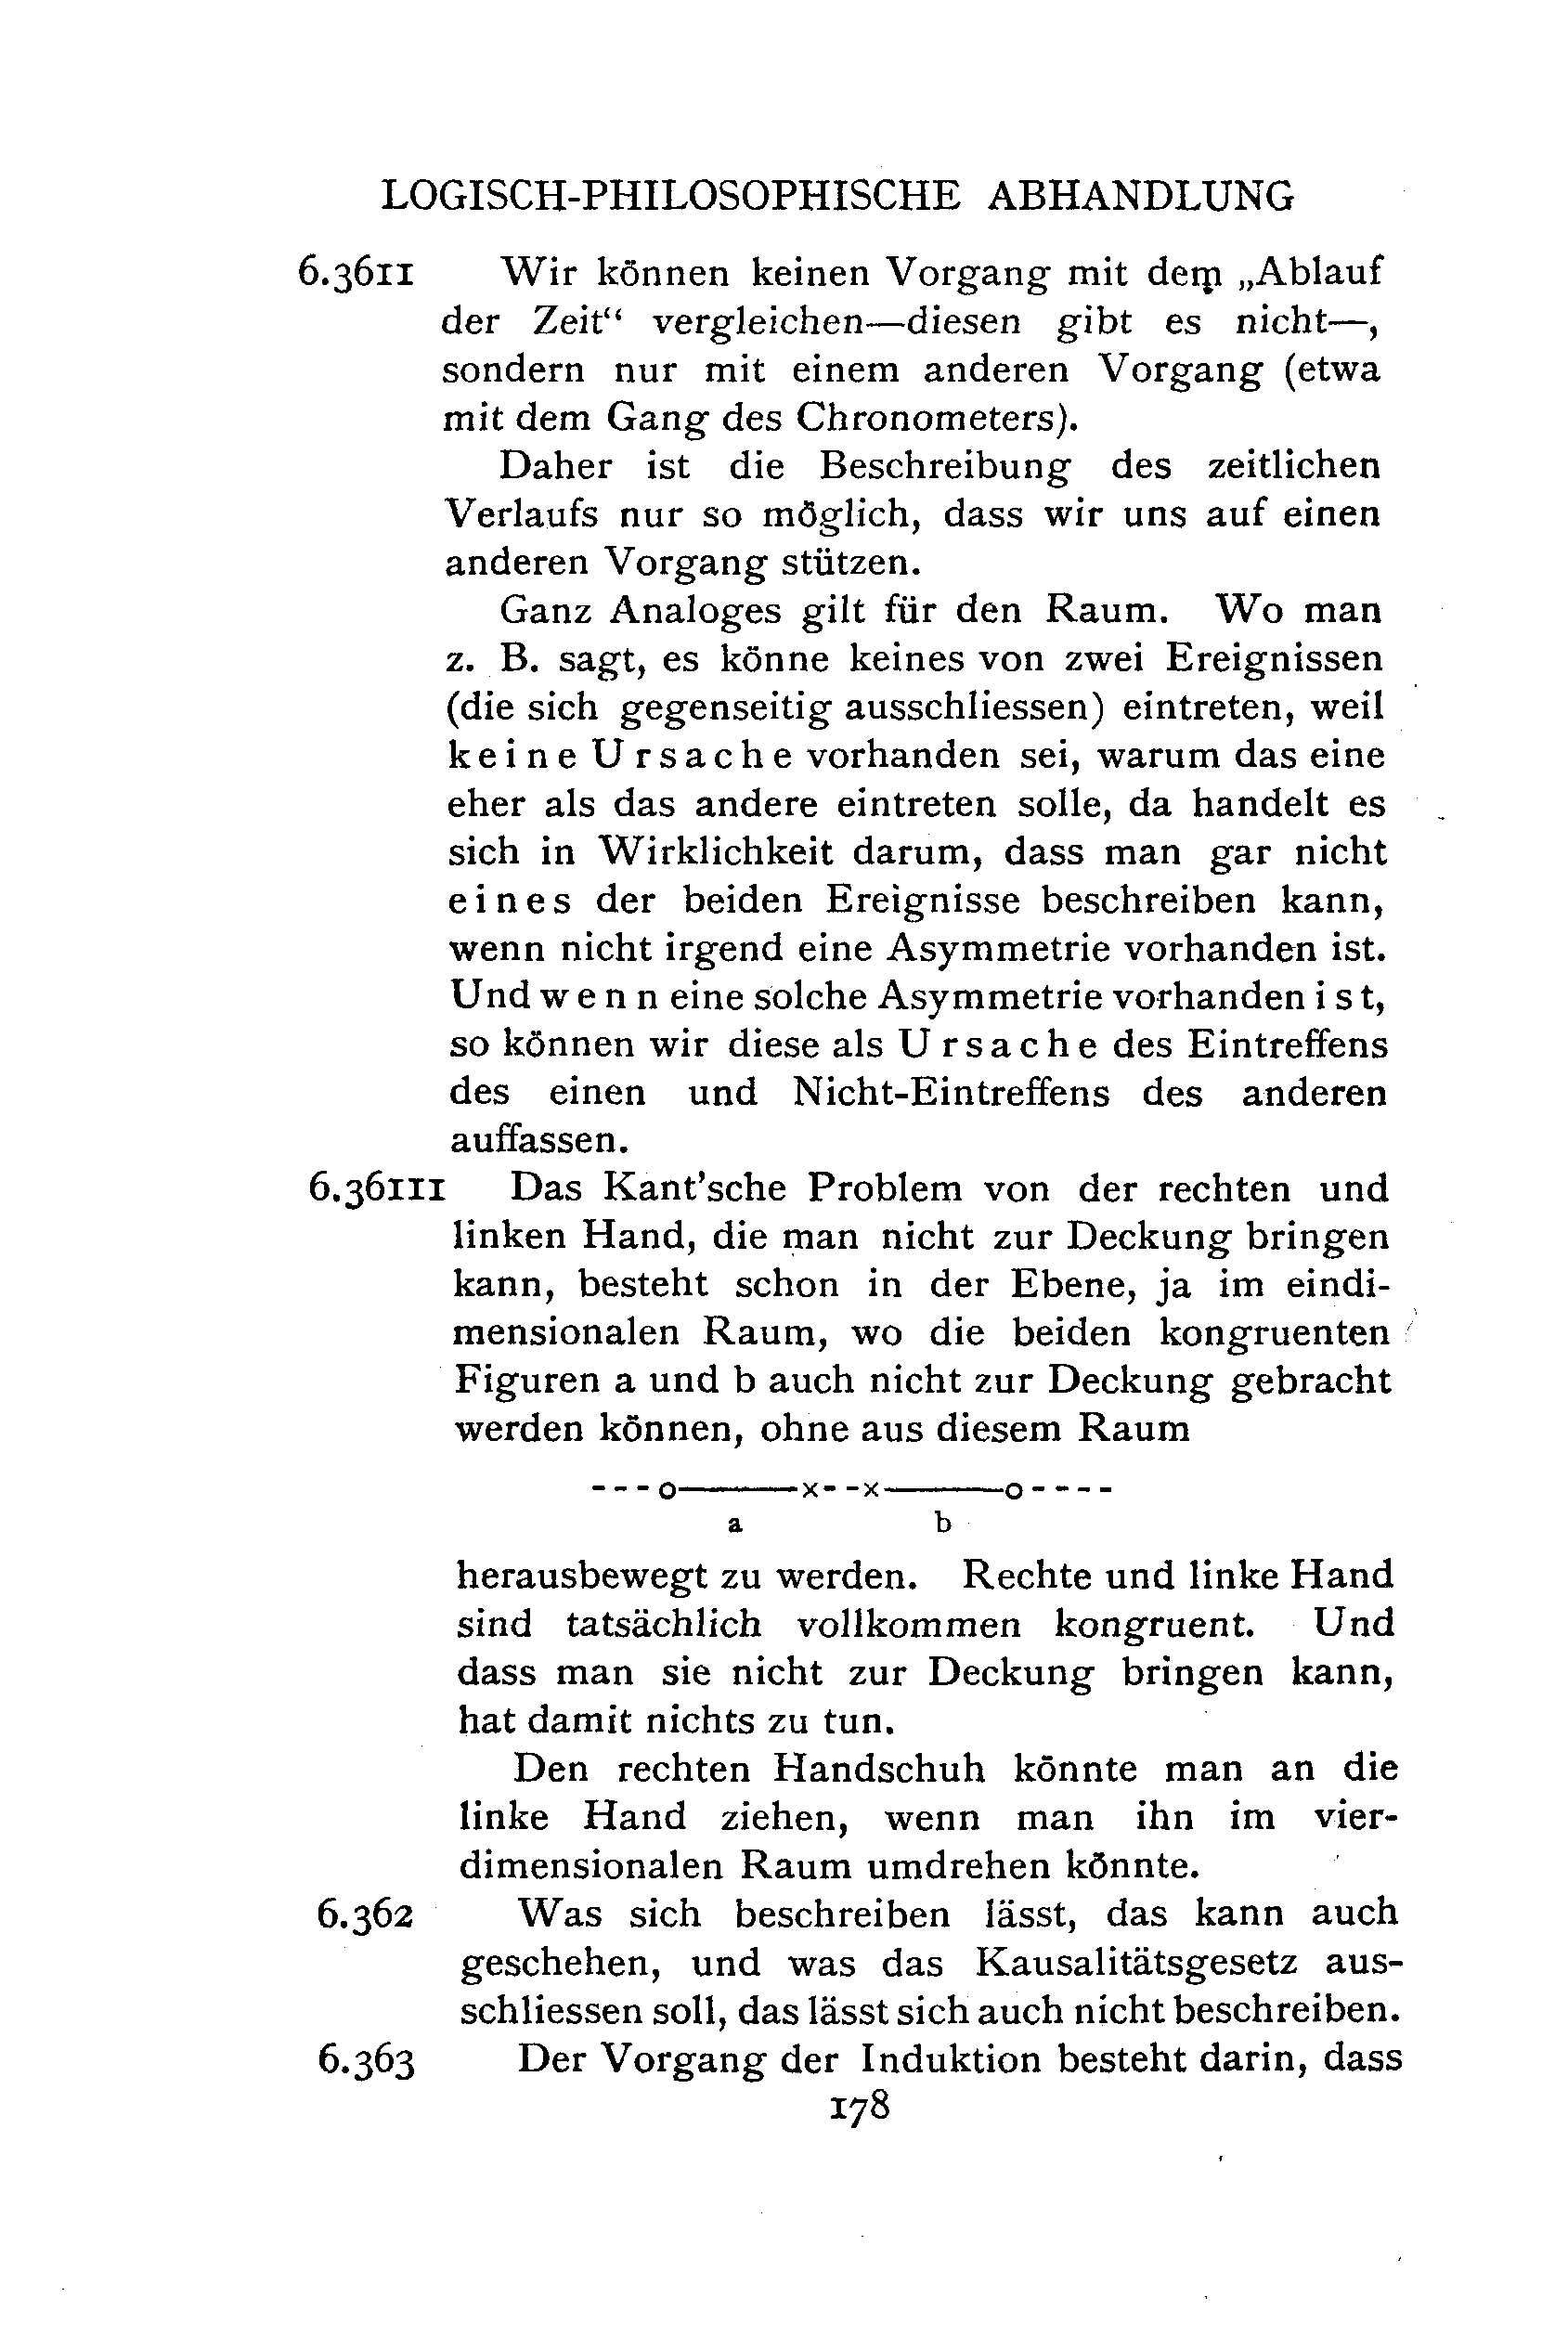 LOGISCH-PHILOSOPHISCHE ABHANDLUNG
6.3611 Wir können keinen Vorgang mit dem „Ablauf
der Zeit“ vergleichen—diesen gibt es nicht—,
sondern nur mit einem anderen Vorgang (etwa
mit dem Gang des Chronometers).
Daher ist die Beschreibung des zeitlichen
Verlaufs nur so möglich, dass wir uns auf einen
anderen Vorgang stützen.
Ganz Analoges gilt für den Raum. Wo man
z. B. sagt, es könne keines von zwei Ereignissen
(die sich gegenseitig ausschliessen) eintreten, weil
k e i n e U r s a c h e vorhanden sei, warum das eine
eher als das andere eintreten solle, da handelt es
sich in Wirklichkeit darum, dass man gar nicht
e i n e s der beiden Ereignisse beschreiben kann,
wenn nicht irgend eine Asymmetrie vorhanden ist.
Und w e n n eine solche Asymmetrie vorhanden i s t,
so können wir diese als U r s a c h e des Eintreffens
des einen und Nicht-Eintreffens des anderen
auffassen.
6.36111 Das Kant'sche Problem von der rechten und
linken Hand, die man nicht zur Deckung bringen
kann, besteht schon in der Ebene, ja im eindi-
mensionalen Raum, wo die beiden kongruenten
Figuren a und b auch nicht zur Deckung gebracht
werden können, ohne aus diesem Raum
- - - o———x- -x———o- - - -
a b
herausbewegt zu werden. Rechte und linke Hand
sind tatsächlich vollkommen kongruent. Und
dass man sie nicht zur Deckung bringen kann,
hat damit nichts zu tun.
Den rechten Handschuh könnte man an die
linke Hand ziehen, wenn man ihn im vier-
dimensionalen Raum umdrehen könnte.
6.362 Was sich beschreiben lässt, das kann auch
geschehen, und was das Kausalitätsgesetz aus-
schliessen soll, das lässt sich auch nicht beschreiben.
6.363 Der Vorgang der Induktion besteht darin, dass
178